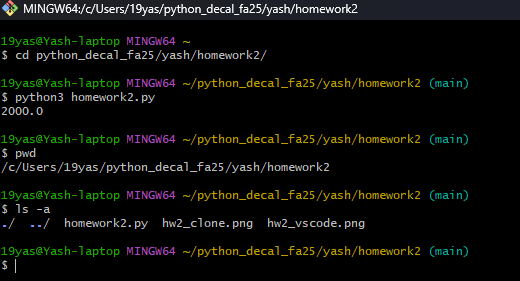 MINGW64:/c/Users/19yas/python_decal_fa25/yash/homework2
19yas@Yash-laptop MINGW64 ~
$ cd python_decal_fa25/yash/homework2/
19yas@Yash-laptop MINGW64 ~/python_decal_fa25/yash/homework2 (main)
$ python3 homework2.py
2000.0
19yas@Yash-laptop MINGW64 ~/python_decal_fa25/yash/homework2 (main)
$ pwd
/c/Users/19yas/python_decal_fa25/yash/homework2
19yas@Yash-laptop MINGW64 ~/python_decal_fa25/yash/homework2 (main)
$ ls -a
./  ../  homework2.py  hw2_clone.png  hw2_vscode.png
19yas@Yash-laptop MINGW64 ~/python_decal_fa25/yash/homework2 (main)
$